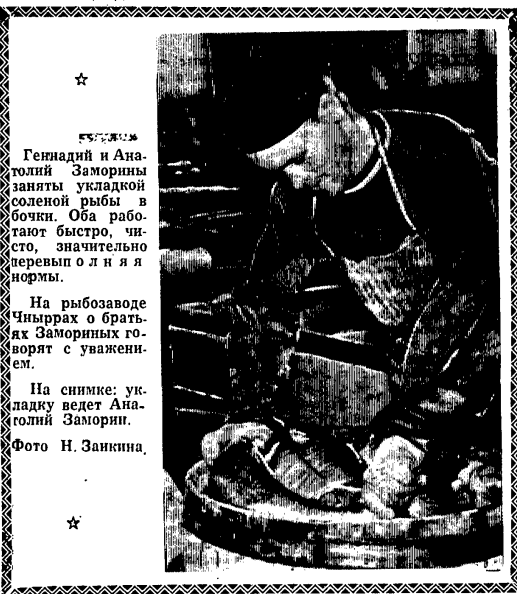 Геннадий и Ана-
толий Заморины
заняты укладкой
соленой рыбы в
бочки. Оба рабо-
тают быстро, чи-
сто, значительно
перевыполняя
нормы.
На рыбозаводе
Чныррах о брать-
ях Замориных го-
ворят с уважени-
ем.
На снимке: ук-
ладку ведет Ана-
толий Заморин.
Фото Н. Заикина.